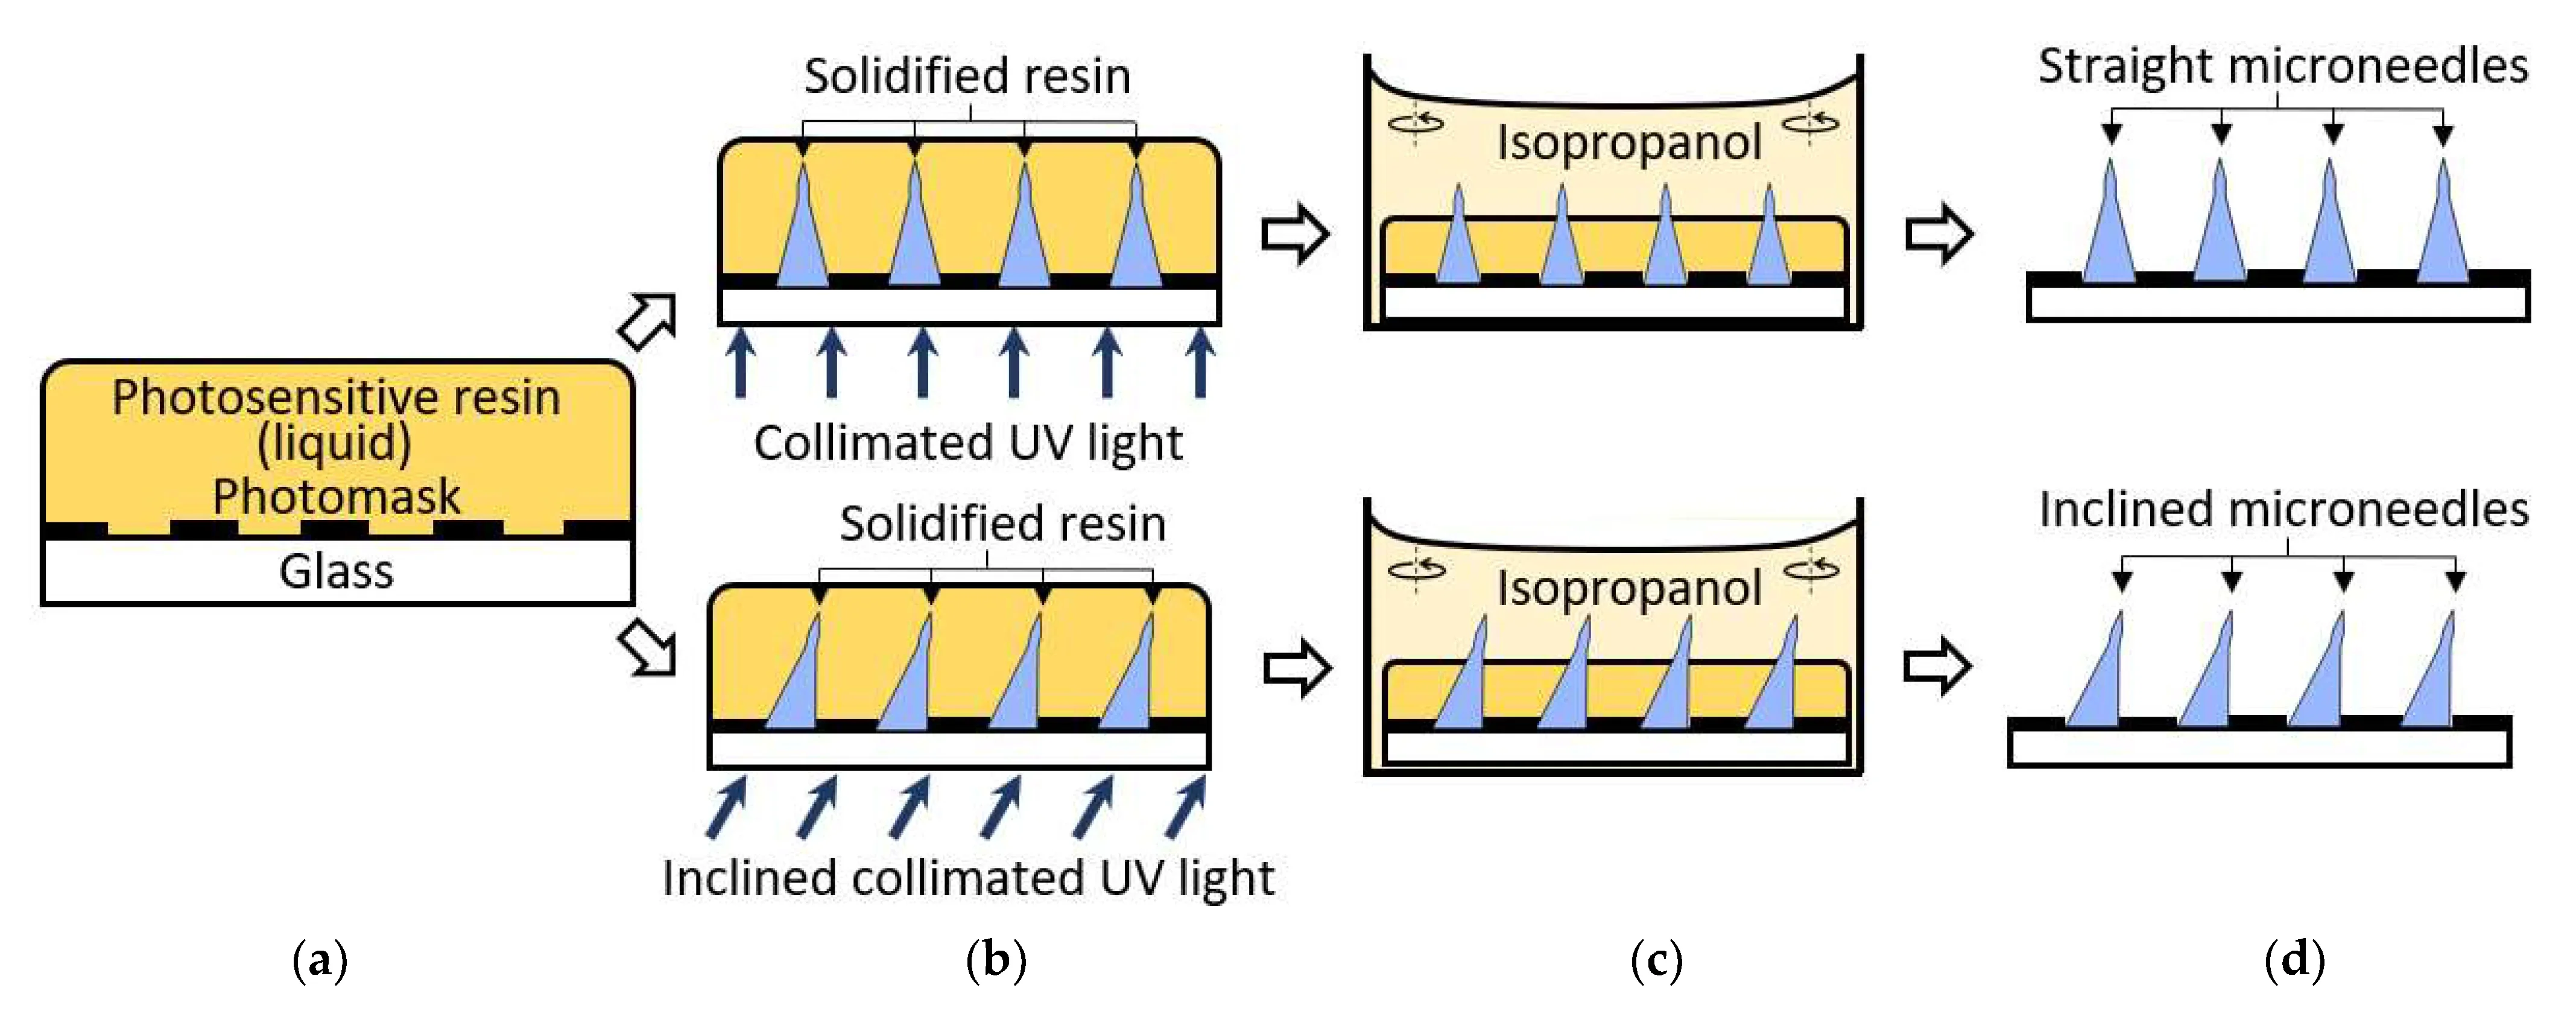 Photosensitive resin
(liquid)
Photomask
Glass
Solidified resin
Collimated UV light
Solidified resin
Inclined collimated UV light
Isopropanol
Isopropanol
Straight microneedles
Inclined microneedles
(a)
(b)
(c)
(d)